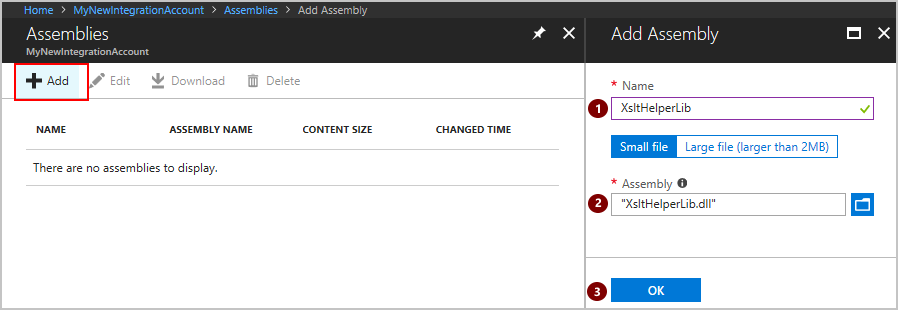 Home > MyNewIntegrationAccount > Assemblies > Add Assembly
Assemblies
MyNewIntegrationAccount
Add Edit Download Delete
NAME ASSEMBLY NAME CONTENT SIZE CHANGED TIME
There are no assemblies to display.
Add Assembly
* Name
1 XsltHelperLib
Small file Large file (larger than 2MB)
* Assembly
2 "XsltHelperLib.dll"
3 OK